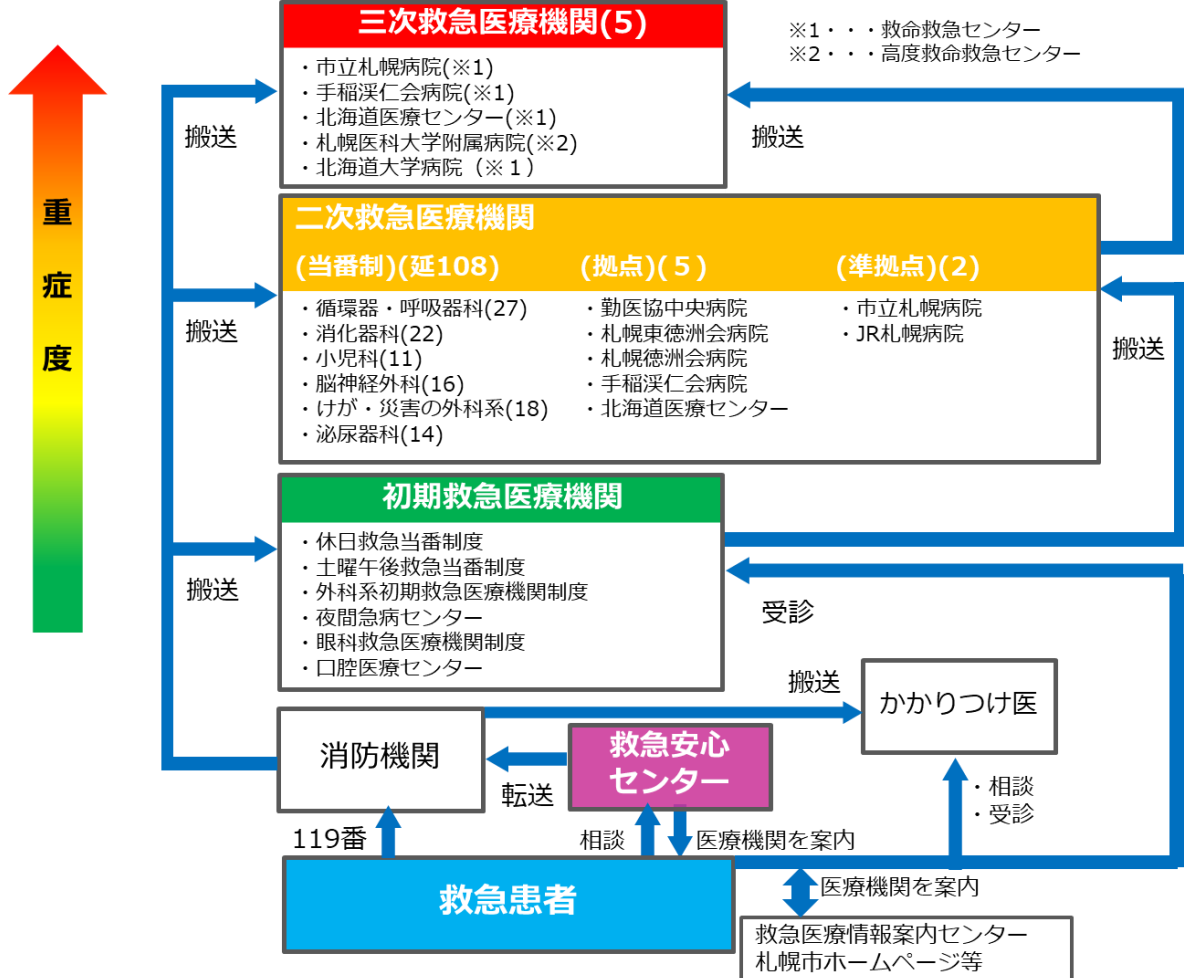 三次救急医療機関(5)
・市立札幌病院(※1)
・手稲渓仁会病院(※1)
・北海道医療センター(※1)
・札幌医科大学附属病院(※2)
・北海道大学病院（※１）
※1・・・救命救急センター
※2・・・高度救命救急センター
搬送
搬送
重
症
度
二次救急医療機関
(当番制)(延108)
・循環器・呼吸器科(27)
・消化器科(22)
・小児科(11)
・脳神経外科(16)
・けが・災害の外科系(18)
・泌尿器科(14)
(拠点)(５)
・勤医協中央病院
・札幌東徳洲会病院
・札幌徳洲会病院
・手稲渓仁会病院
・北海道医療センター
(準拠点)(2)
・市立札幌病院
・JR札幌病院
搬送
搬送
初期救急医療機関
・休日救急当番制度
・土曜午後救急当番制度
・外科系初期救急医療機関制度
・夜間急病センター
・眼科救急医療機関制度
・口腔医療センター
搬送
受診
搬送
かかりつけ医
消防機関
救急安心
センター
転送
・相談
・受診
119番
相談
医療機関を案内
救急患者
医療機関を案内
救急医療情報案内センター
札幌市ホームページ等